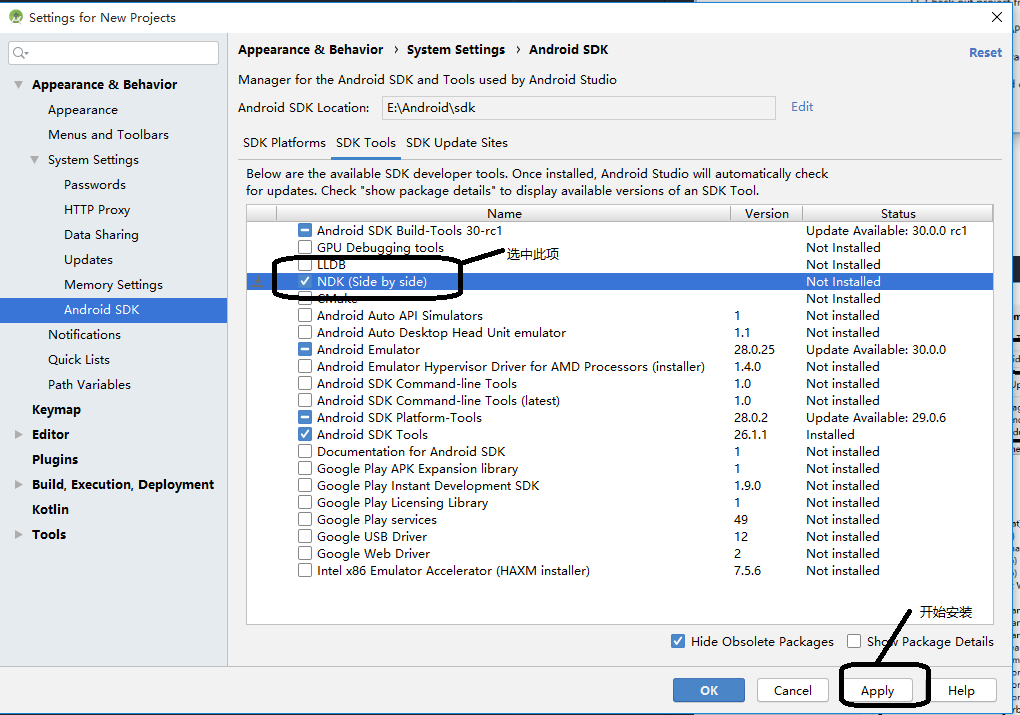 Settings for New Projects
Appearance & Behavior › System Settings › Android SDK
Reset
Manager for the Android SDK and Tools used by Android Studio
Android SDK Location: E:\Android\sdk Edit
Appearance & Behavior
Appearance
Menus and Toolbars
System Settings
Passwords
HTTP Proxy
Data Sharing
Updates
Memory Settings
Android SDK
Notifications
Quick Lists
Path Variables
Keymap
Editor
Plugins
Build, Execution, Deployment
Kotlin
Tools
SDK Platforms SDK Tools SDK Update Sites
Below are the available SDK developer tools. Once installed, Android Studio will automatically check
for updates. Check "show package details" to display available versions of an SDK Tool.
Name Version Status
Android SDK Build-Tools 30-rc1 Update Available: 30.0.0 rc1
GPU Debugging tools Not Installed
LLDB Not Installed
选中此项
NDK (Side by side) Not Installed
CMake Not Installed
Android Auto API Simulators 1 Not installed
Android Auto Desktop Head Unit emulator 1.1 Not installed
Android Emulator 28.0.25 Update Available: 30.0.0
Android Emulator Hypervisor Driver for AMD Processors (installer) 1.4.0 Not installed
Android SDK Command-line Tools 1.0 Not installed
Android SDK Command-line Tools (latest) 1.0 Not installed
Android SDK Platform-Tools 28.0.2 Update Available: 29.0.6
Android SDK Tools 26.1.1 Installed
Documentation for Android SDK 1 Not installed
Google Play APK Expansion library 1 Not installed
Google Play Instant Development SDK 1.9.0 Not installed
Google Play Licensing Library 1 Not installed
Google Play services 49 Not installed
Google USB Driver 12 Not installed
Google Web Driver 2 Not installed
Intel x86 Emulator Accelerator (HAXM installer) 7.5.6 Not installed
开始安装
Hide Obsolete Packages Show Package Details
OK Cancel Apply Help